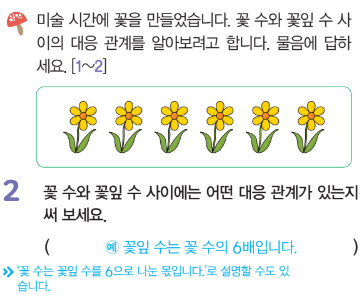 미술 시간에 꽃을 만들었습니다. 꽃 수와 꽃잎 수 사
이의 대응 관계를 알아보려고 합니다. 물음에 답하
세요. [1~2]
2 꽃 수와 꽃잎 수 사이에는 어떤 대응 관계가 있는지
써 보세요.
( 예 꽃잎 수는 꽃 수의 6배입니다. )
≫ ‘꽃 수는 꽃잎 수를 6으로 나눈 몫입니다.’로 설명할 수도 있
습니다.